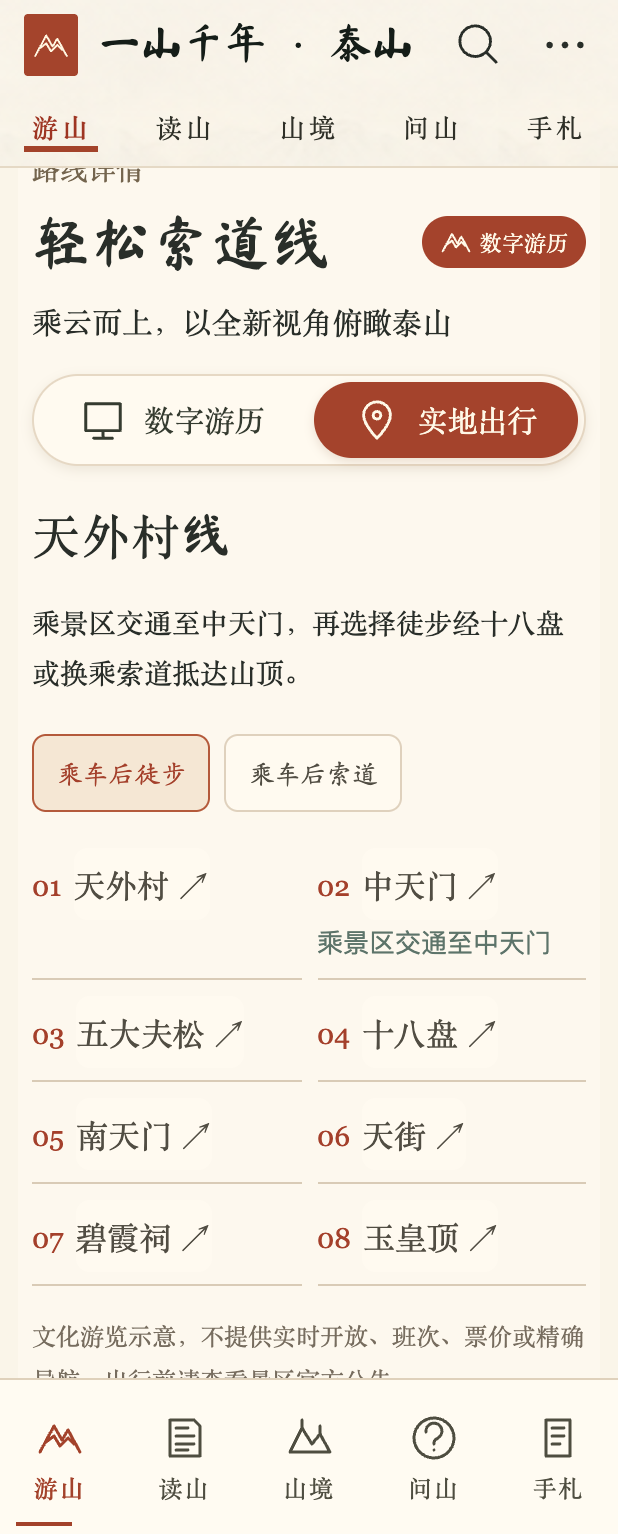 一山千年 · 泰山
游山 读山 山境 问山 手札
路线详情
轻松索道线
数字游历
乘云而上，以全新视角俯瞰泰山
数字游历 实地出行
天外村线
乘景区交通至中天门，再选择徒步经十八盘
或换乘索道抵达山顶。
乘车后徒步 乘车后索道
01 天外村 ↗ 02 中天门 ↗
乘景区交通至中天门
03 五大夫松 ↗ 04 十八盘 ↗
05 南天门 ↗ 06 天街 ↗
07 碧霞祠 ↗ 08 玉皇顶 ↗
文化游览示意，不提供实时开放、班次、票价或精确
游山 读山 山境 问山 手札